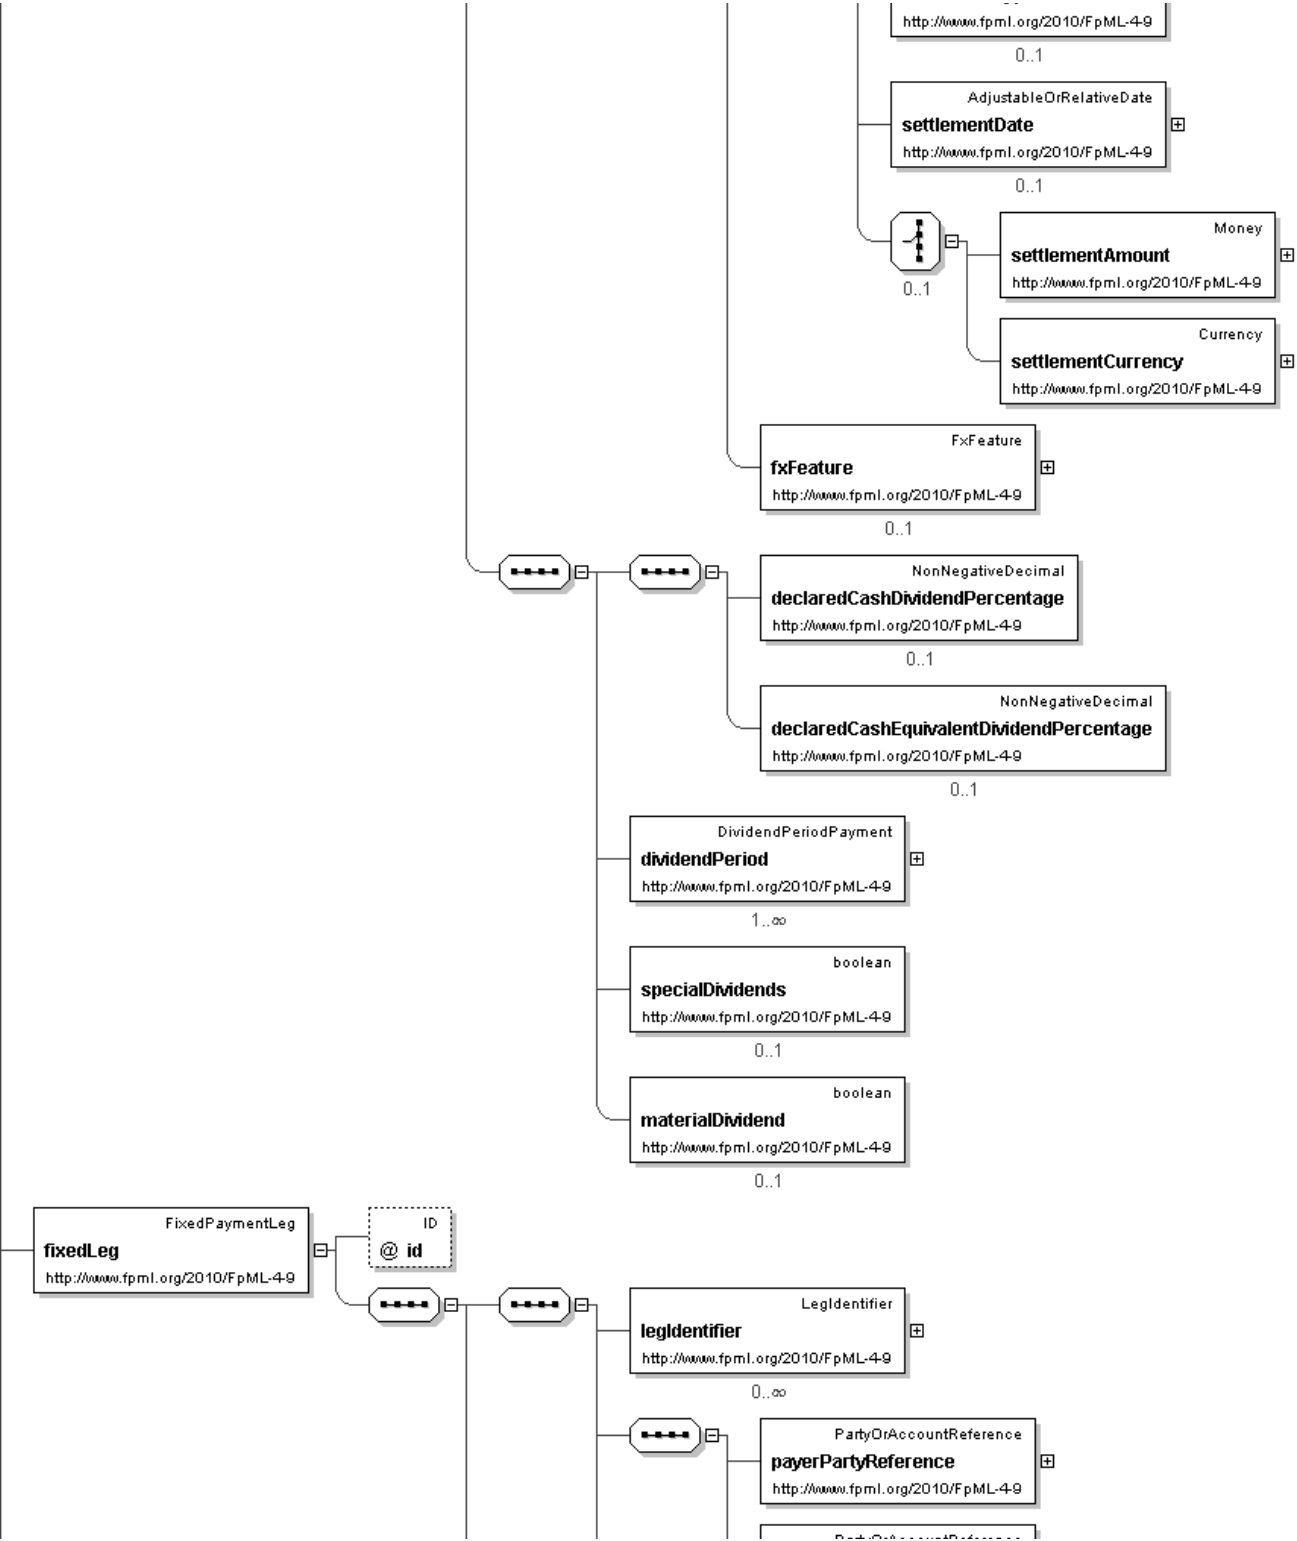 http://www.fpml.org/2010/FpML-4-9
0..1
AdjustableOrRelativeDate
settlementDate
http://www.fpml.org/2010/FpML-4-9
0..1
Money
settlementAmount
http://www.fpml.org/2010/FpML-4-9
0..1
Currency
settlementCurrency
http://www.fpml.org/2010/FpML-4-9
FxFeature
fxFeature
http://www.fpml.org/2010/FpML-4-9
0..1
NonNegativeDecimal
declaredCashDividendPercentage
http://www.fpml.org/2010/FpML-4-9
0..1
NonNegativeDecimal
declaredCashEquivalentDividendPercentage
http://www.fpml.org/2010/FpML-4-9
0..1
DividendPeriodPayment
dividendPeriod
http://www.fpml.org/2010/FpML-4-9
1..∞
boolean
specialDividends
http://www.fpml.org/2010/FpML-4-9
0..1
boolean
materialDividend
http://www.fpml.org/2010/FpML-4-9
0..1
FixedPaymentLeg
fixedLeg
http://www.fpml.org/2010/FpML-4-9
ID
@ id
LegIdentifier
legIdentifier
http://www.fpml.org/2010/FpML-4-9
0..∞
PartyOrAccountReference
payerPartyReference
http://www.fpml.org/2010/FpML-4-9
PartyOrAccountReference